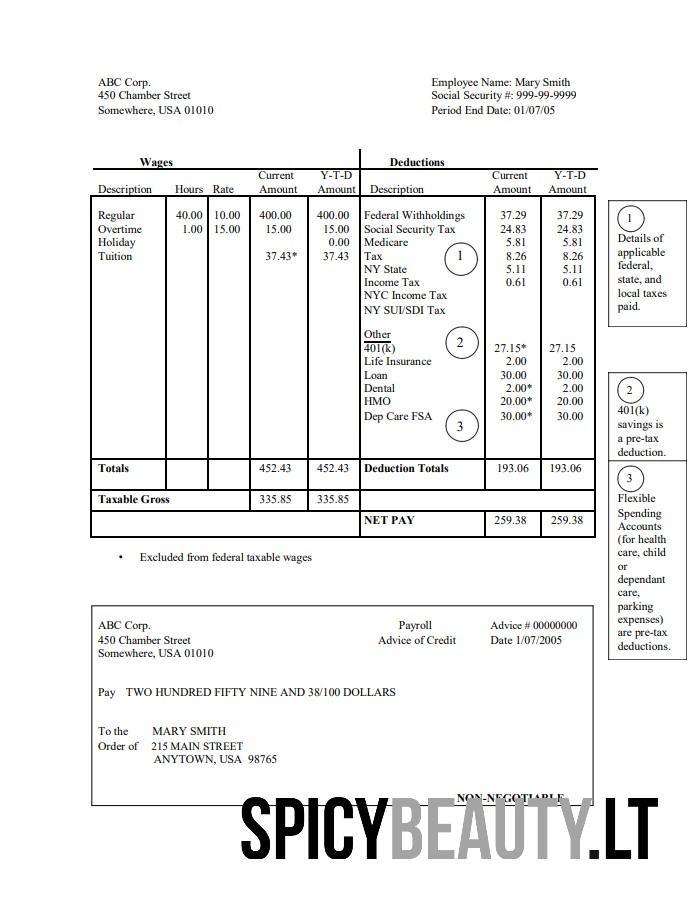 ABC Corp.
450 Chamber Street
Somewhere, USA 01010
Employee Name: Mary Smith
Social Security #: 999-99-9999
Period End Date: 01/07/05
Wages Deductions
Current Y-T-D Current Y-T-D
Description Hours Rate Amount Amount Description Amount Amount
Regular 40.00 10.00 400.00 400.00 Federal Withholdings 37.29 37.29
Overtime 1.00 15.00 15.00 15.00 Social Security Tax 24.83 24.83
Holiday 0.00 Medicare 5.81 5.81
Tuition 37.43* 37.43 Tax 8.26 8.26
NY State 5.11 5.11
Income Tax 0.61 0.61
NYC Income Tax
NY SUI/SDI Tax
1
Other
401(k) 27.15* 27.15
Life Insurance 2.00 2.00
Loan 30.00 30.00
Dental 2.00* 2.00
HMO 20.00* 20.00
Dep Care FSA 30.00* 30.00
2
3
Totals 452.43 452.43 Deduction Totals 193.06 193.06
Taxable Gross 335.85 335.85
NET PAY 259.38 259.38
• Excluded from federal taxable wages
1
Details of
applicable
federal,
state, and
local taxes
paid.
2
401(k)
savings is
a pre-tax
deduction.
3
Flexible
Spending
Accounts
(for health
care, child
or
dependant
care,
parking
expenses)
are pre-tax
deductions.
ABC Corp. Payroll Advice # 00000000
450 Chamber Street Advice of Credit Date 1/07/2005
Somewhere, USA 01010
Pay TWO HUNDRED FIFTY NINE AND 38/100 DOLLARS
To the MARY SMITH
Order of 215 MAIN STREET
ANYTOWN, USA 98765
NON-NEGOTIABLE
SPICYBEAUTY.LT